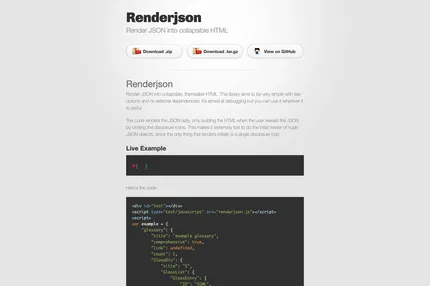 Renderjson
Render JSON into collapsible HTML
Download .zip
Download .tar.gz
View on GitHub
Renderjson
Render JSON into collapsible, themeable HTML. This library aims to be very simple with few
options and no external dependencies. It's aimed at debugging but you can use it wherever it
is useful.
The code renders the JSON lazily, only building the HTML when the user reveals the JSON
by clicking the disclosure icons. This makes it extremely fast to do the initial render of huge
JSON objects, since the only thing that renders initially is a single disclosure icon.
Live Example
{ }
Here's the code:
<div id="test"></div>
<script type="text/javascript" src="renderjson.js"></script>
<script>
var example = {
"glossary": {
"title": "example glossary",
"comprehensive": true,
"link": undefined,
"count": 1,
"GlossDiv": {
"title": "S",
"GlossList": {
"GlossEntry": {
"ID": "SGML",